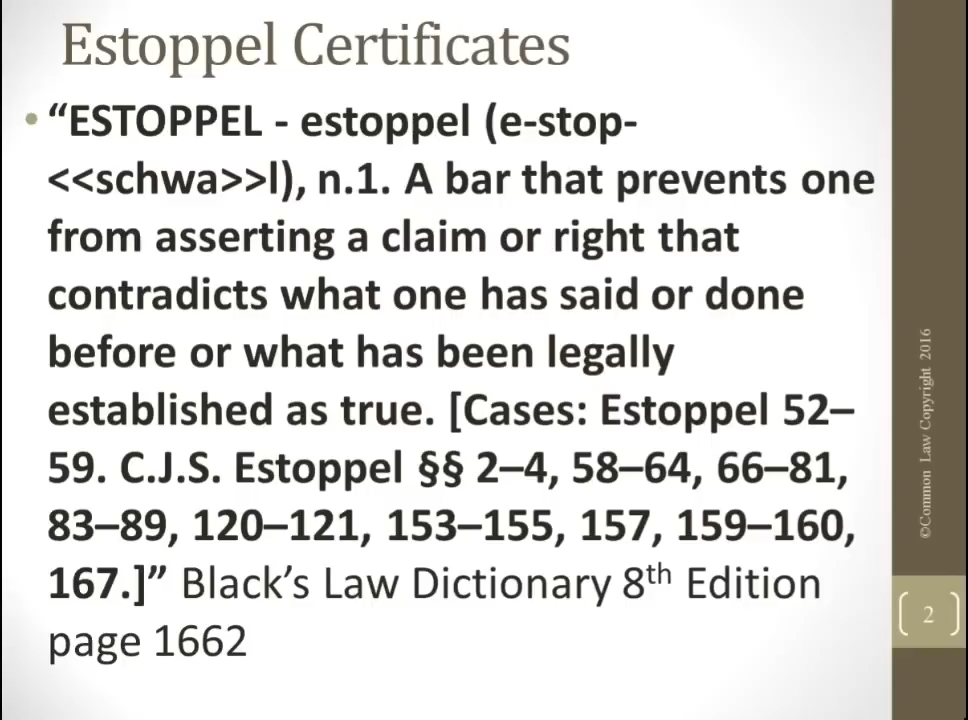 Estoppel Certificates
• “ESTOPPEL - estoppel (e-stop-
<<schwa>>l), n.1. A bar that prevents one
from asserting a claim or right that
contradicts what one has said or done
before or what has been legally
established as true. [Cases: Estoppel 52–
59. C.J.S. Estoppel §§ 2–4, 58–64, 66–81,
83–89, 120–121, 153–155, 157, 159–160,
167.]” Black’s Law Dictionary 8th Edition
page 1662
©Common Law Copyright 2016
2